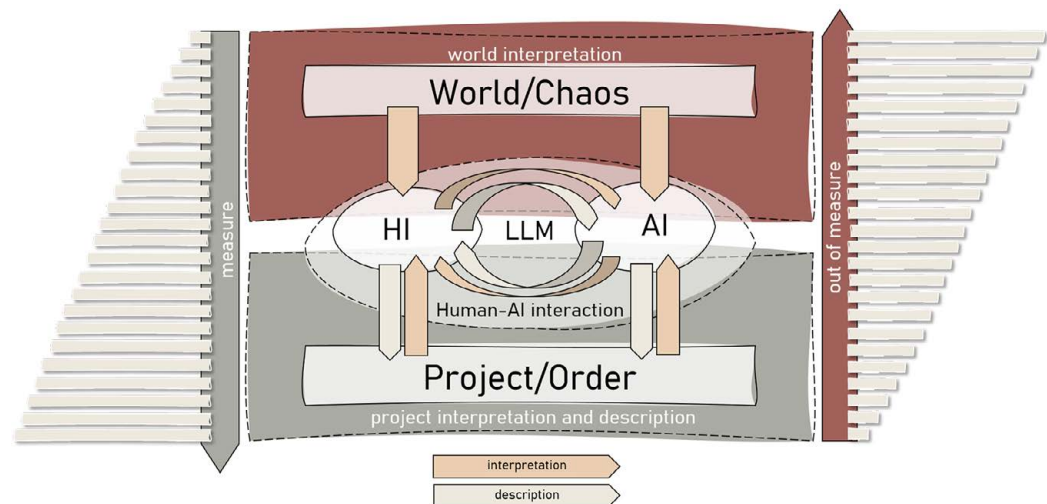 world interpretation
World/Chaos
measure
out of measure
HI
LLM
AI
Human-AI interaction
Project/Order
project interpretation and description
interpretation
description